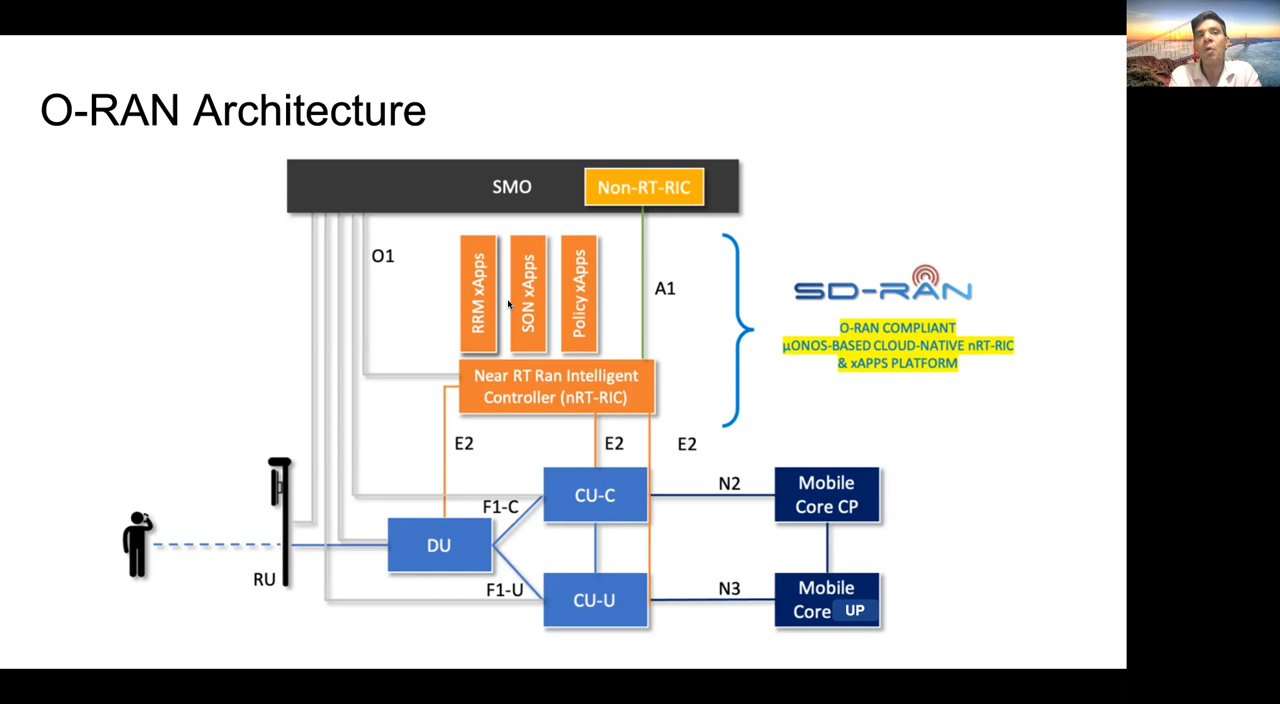 O-RAN Architecture
SMO
Non-RT-RIC
O1
RRM xApps
SON xApps
Policy xApps
A1
SD-RAN
O-RAN COMPLIANT
µONOS-BASED CLOUD-NATIVE nRT-RIC
& xAPPS PLATFORM
Near RT Ran Intelligent
Controller (nRT-RIC)
E2
E2
E2
CU-C
N2
Mobile
Core CP
F1-C
DU
RU
F1-U
CU-U
N3
Mobile
Core UP